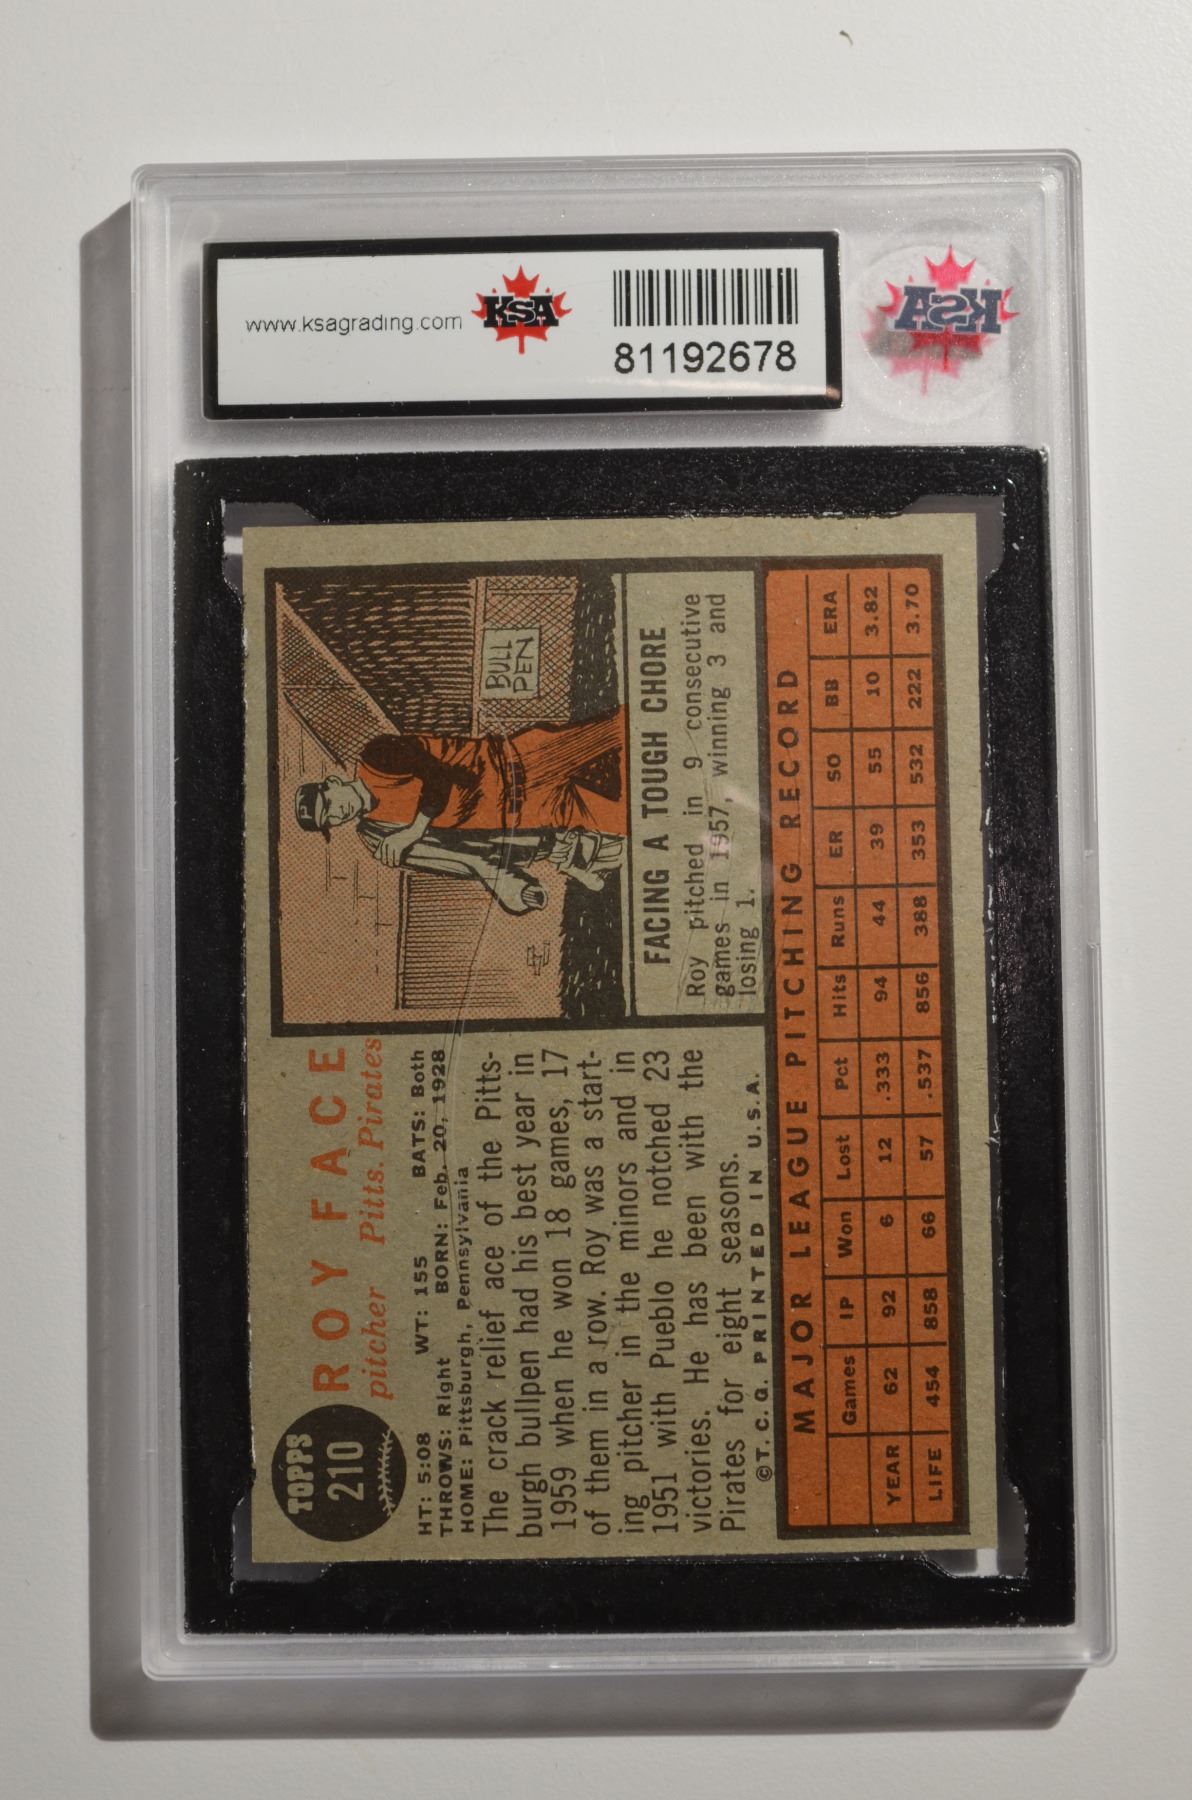 www.ksagrading.com
KSA
81192678
KSA
TOPPS
210
ROY FACE
pitcher Pitts. Pirates
HT: 5:08 WT: 155 BATS: Both
THROWS: Right BORN: Feb. 20, 1928
HOME: Pittsburgh, Pennsylvania
The crack relief ace of the Pitts-
burgh bullpen had his best year in
1959 when he won 18 games, 17
of them in a row. Roy was a start-
ing pitcher in the minors and in
1951 with Pueblo he notched 23
victories. He has been with the
Pirates for eight seasons.
©T.C.G. PRINTED IN U.S.A.
P
BULL
PEN
FACING A TOUGH CHORE
Roy pitched in 9 consecutive
games in 1957, winning 3 and
losing 1.
MAJOR LEAGUE PITCHING RECORD
Games IP Won Lost Pct Hits Runs ER SO BB ERA
YEAR 62 92 6 12 .333 94 44 39 55 10 3.82
LIFE 454 858 66 57 .537 856 388 353 532 222 3.70